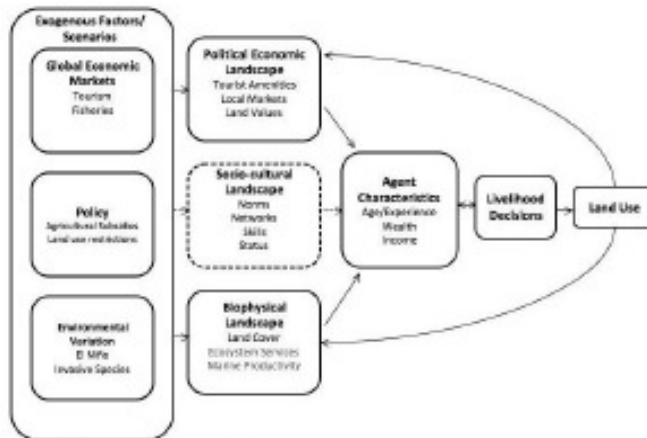 Exogenous Factors/
Scenarios
Global Economic
Markets
Tourism
Fisheries
Policy
Agricultural Subsidies
Land use restrictions
Environmental
Variation
El Niño
Invasive Species
Political Economic
Landscape
Tourist Amenities
Local Markets
Land Values
Socio-cultural
Landscape
Norms
Networks
Skills
Status
Biophysical
Landscape
Land Cover
Ecosystem Services
Marine Productivity
Agent
Characteristics
Age/Experience
Wealth
Income
Livelihood
Decisions
Land Use